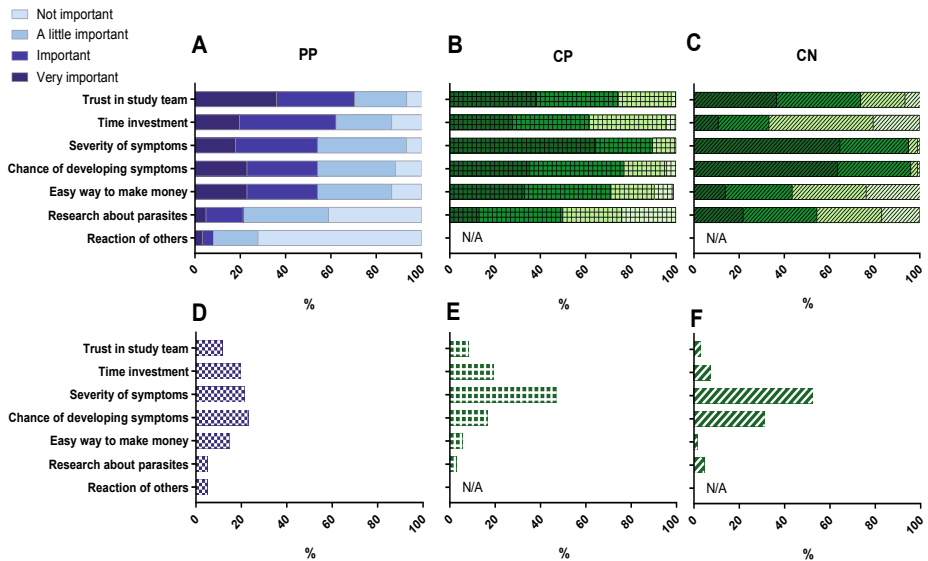 Not important
A little important
Important
Very important
A
PP
B
CP
C
CN
Trust in study team
Time investment
Severity of symptoms
Chance of developing symptoms
Easy way to make money
Research about parasites
Reaction of others
N/A
N/A
0 20 40 60 80 100
0 20 40 60 80 100
0 20 40 60 80 100
%
%
%
D
E
F
Trust in study team
Time investment
Severity of symptoms
Chance of developing symptoms
Easy way to make money
Research about parasites
Reaction of others
N/A
N/A
0 20 40 60 80 100
0 20 40 60 80 100
0 20 40 60 80 100
%
%
%